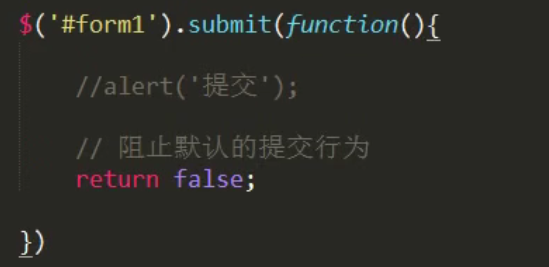 $('#form1').submit(function(){
//alert('提交');
// 阻止默认的提交行为
return false;
})